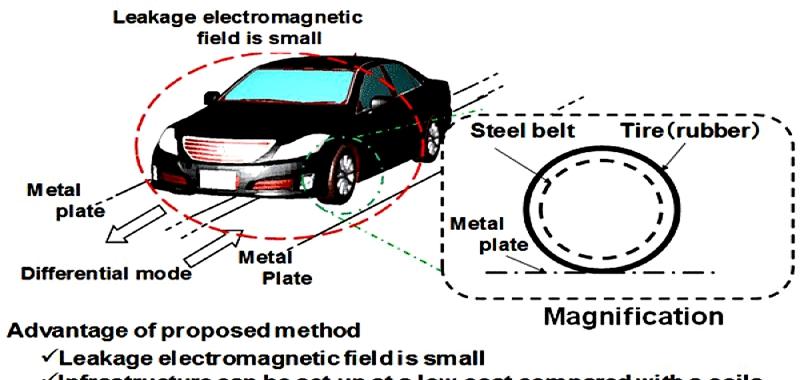 Leakage electromagnetic
field is small
Steel belt
Tire(rubber)
Metal
plate
Metal
plate
Differential mode
Metal
Plate
Magnification
Advantage of proposed method
✓Leakage electromagnetic field is small
✓Infrastructure can be set up at a low cost compared with a coils